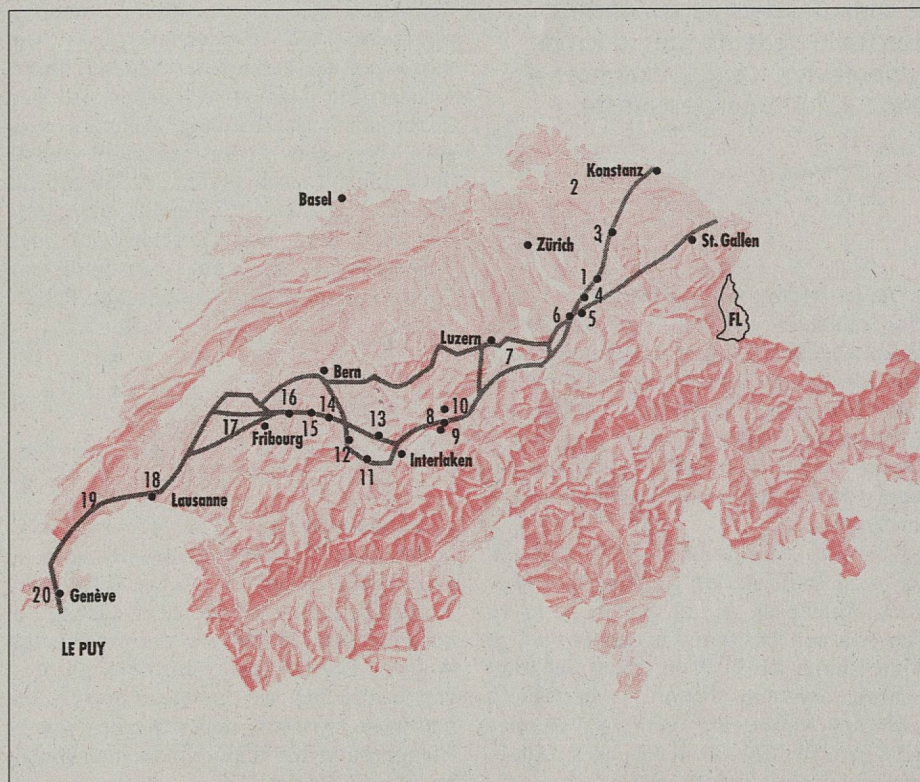 Konstanz
2
Basel
3
Zürich
St. Gallen
1
4
6
5
FL
Luzern
7
Bern
16
14
10
8
15
13
17
9
Fribourg
12
Interlaken
11
18
19
Lausanne
20
Genève
LE PUY